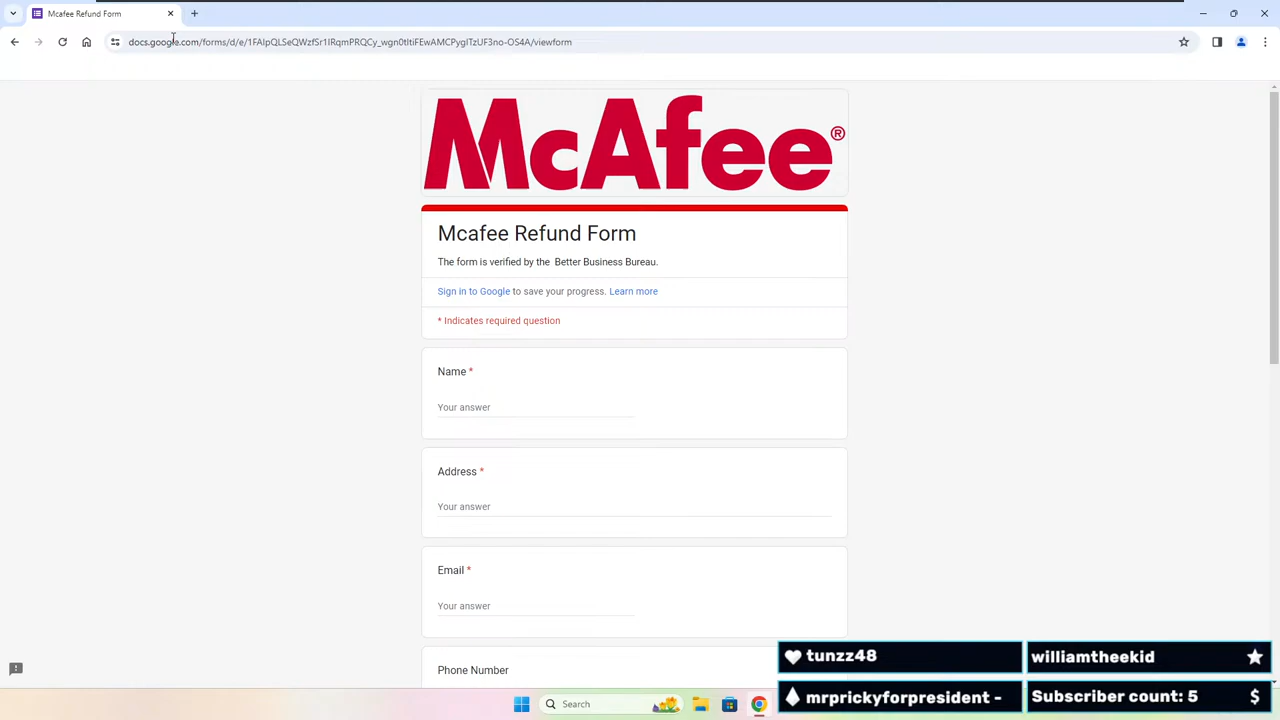 Mcafee Refund Form
docs.google.com/forms/d/e/1FAIpQLSeQWzfSr1IRqmPRQCy_wgn0tItiFEwAMCPygITzUF3no-OS4A/viewform
McAfee®
Mcafee Refund Form
The form is verified by the  Better Business Bureau.
Sign in to Google to save your progress. Learn more
* Indicates required question
Name *
Your answer
Address *
Your answer
Email *
Your answer
Phone Number
tunzz48
williamtheekid
mrprickyforpresident -
Subscriber count: 5
$
Search